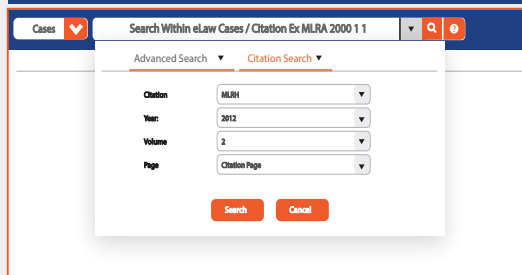 Cases Search Within eLaw Cases / Citation Ex MLRA 2000 1 1 ?
Advanced Search Citation Search
Citation MLRH
Year: 2012
Volume 2
Page Citation Page
Search Cancel